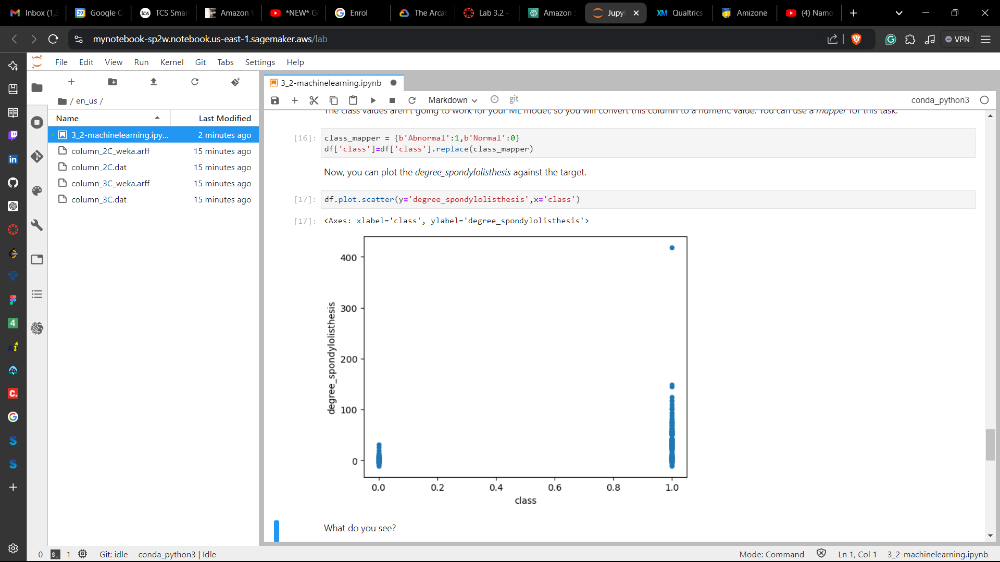 Inbox (1,3
29
Google C
tcs
TCS Smar
Amazon
*NEW* G
Enrol
The Arca
Lab 3.2 -
Amazon
Jupy
XM Qualtrics
Amizone
(4) Namo
mynotebook-sp2w.notebook.us-east-1.sagemaker.aws/lab
VPN
File Edit View Run Kernel Git Tabs Settings Help
/ en_us /
Name Last Modified
3_2-machinelearning.ipy... 2 minutes ago
column_2C_weka.arff 15 minutes ago
column_2C.dat 15 minutes ago
column_3C_weka.arff 15 minutes ago
column_3C.dat 15 minutes ago
3_2-machinelearning.ipynb
Markdown
git
conda_python3
The class values aren't going to work for your ML model, so you will convert this column to a numeric value. You can use a mapper for this task.
[16]: class_mapper = {b'Abnormal':1,b'Normal':0}
df['class']=df['class'].replace(class_mapper)
Now, you can plot the degree_spondylolisthesis against the target.
[17]: df.plot.scatter(y='degree_spondylolisthesis',x='class')
[17]: <Axes: xlabel='class', ylabel='degree_spondylolisthesis'>
400
300
200
100
0
degree_spondylolisthesis
0.0 0.2 0.4 0.6 0.8 1.0
class
What do you see?
in
4
Ai
c.
S
S
0
$_
1
Git: idle
conda_python3 | Idle
Mode: Command
Ln 1, Col 1
3_2-machinelearning.ipynb